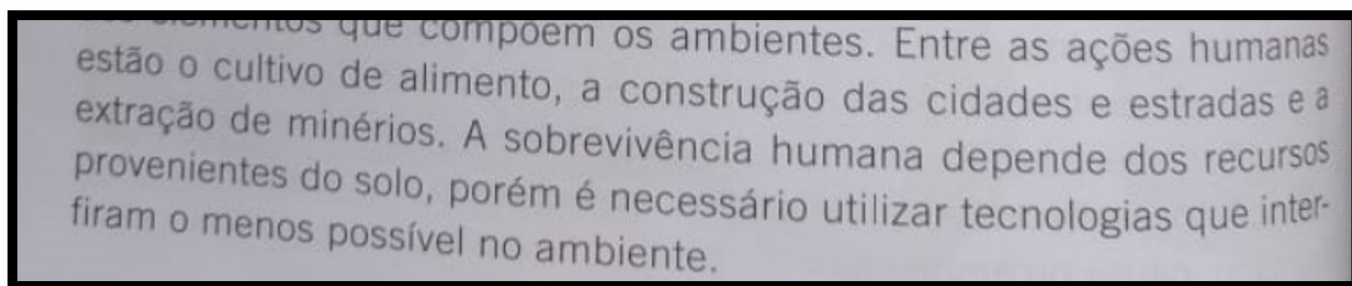 elementos que compõem os ambientes. Entre as ações humanas
estão o cultivo de alimento, a construção das cidades e estradas e a
extração de minérios. A sobrevivência humana depende dos recursos
provenientes do solo, porém é necessário utilizar tecnologias que inter-
firam o menos possível no ambiente.